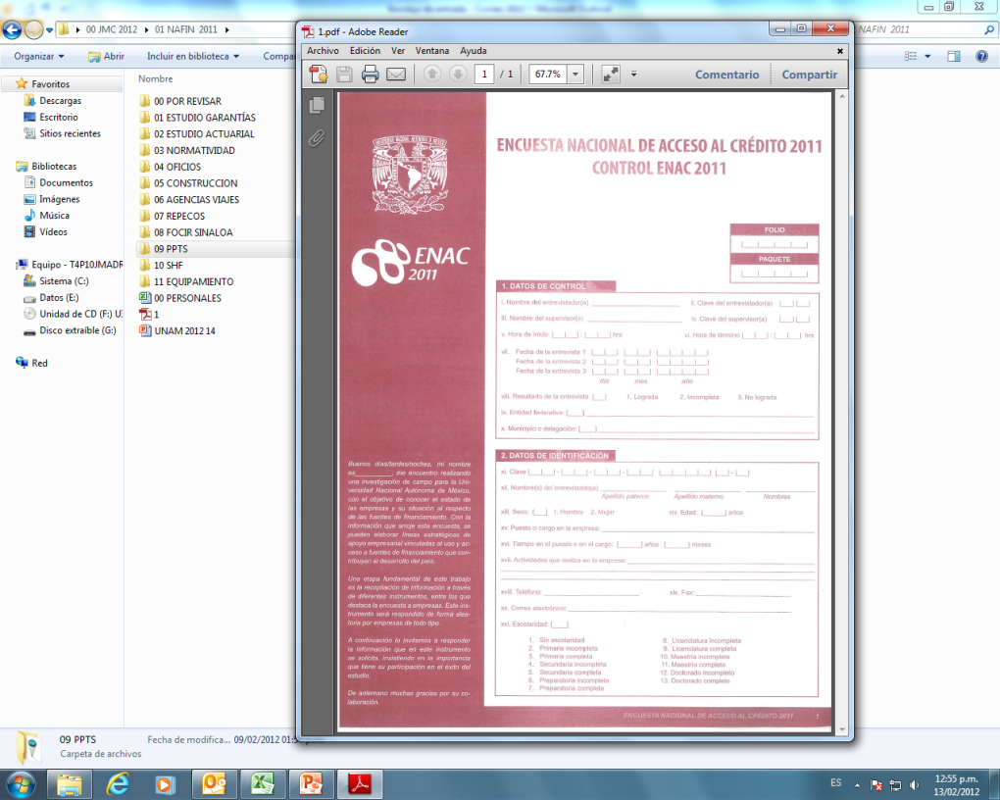 00 JMC 2012 ▸ 01 NAFIN 2011 ▸
NAFIN 2011
Organizar
Abrir
Incluir en biblioteca
Favoritos
Descargas
Escritorio
Sitios recientes
Bibliotecas
Documentos
Imágenes
Música
Vídeos
Equipo - T4P10JMADR
Sistema (C:)
Datos (E:)
Unidad de CD (F:) U3
Disco extraíble (G:)
Red
Nombre
00 POR REVISAR
01 ESTUDIO GARANTÍAS
02 ESTUDIO ACTUARIAL
03 NORMATIVIDAD
04 OFICIOS
05 CONSTRUCCION
06 AGENCIAS VIAJES
07 REPECOS
08 FOCIR SINALOA
09 PPTS
10 SHF
11 EQUIPAMIENTO
00 PERSONALES
1
UNAM 2012 14
1.pdf - Adobe Reader
Archivo Edición Ver Ventana Ayuda
1 / 1 67.7% Comentario Compartir
ENCUESTA NACIONAL DE ACCESO AL CRÉDITO 2011
CONTROL ENAC 2011
ENAC
2011
FOLIO
PAQUETE
1. DATOS DE CONTROL
i. Nombre del entrevistador(a) ii. Clave del entrevistador(a)
iii. Nombre del supervisor(a) iv. Clave del supervisor(a)
v. Hora de inicio : hrs vi. Hora de término : hrs
vii. Fecha de la entrevista 1
Fecha de la entrevista 2
Fecha de la entrevista 3
día mes año
viii. Resultado de la entrevista 1. Lograda 2. Incompleta 3. No lograda
ix. Entidad federativa:
x. Municipio o delegación:
2. DATOS DE IDENTIFICACIÓN
xi. Clave
xii. Nombre(s) del entrevistado(a)
Apellido paterno Apellido materno Nombres
xiii. Sexo: 1. Hombre 2. Mujer xiv. Edad: años
xv. Puesto o cargo en la empresa:
xvi. Tiempo en el puesto o en el cargo: años meses
xvii. Actividades que realiza en la empresa:
xviii. Teléfono: xix. Fax:
xx. Correo electrónico:
xxi. Escolaridad:
1. Sin escolaridad
2. Primaria incompleta
3. Primaria completa
4. Secundaria incompleta
5. Secundaria completa
6. Preparatoria incompleta
7. Preparatoria completa
8. Licenciatura incompleta
9. Licenciatura completa
10. Maestría incompleta
11. Maestría completa
12. Doctorado incompleto
13. Doctorado completo
Buenos días/tardes/noches, mi nombre
es__________, me encuentro realizando
una investigación de campo para la Uni-
versidad Nacional Autónoma de México,
con el objetivo de conocer el estado de
las empresas y su situación al respecto
de las fuentes de financiamiento. Con la
información que arroje esta encuesta, se
pueden elaborar líneas estratégicas de
apoyo empresarial vinculadas al uso y ac-
ceso a fuentes de financiamiento que con-
tribuyan al desarrollo del país.
Una etapa fundamental de este trabajo
es la recopilación de información a través
de diferentes instrumentos, entre los que
destaca la encuesta a empresas. Este ins-
trumento será respondido de forma alea-
toria por empresas de todo tipo.
A continuación lo invitamos a responder
la información que en este instrumento
se solicita, insistiendo en la importancia
que tiene su participación en el éxito del
estudio.
De antemano muchas gracias por su co-
laboración.
ENCUESTA NACIONAL DE ACCESO AL CRÉDITO 2011 1
09 PPTS Fecha de modifica... 09/02/2012
Carpeta de archivos
ES 12:55 p.m.
13/02/2012